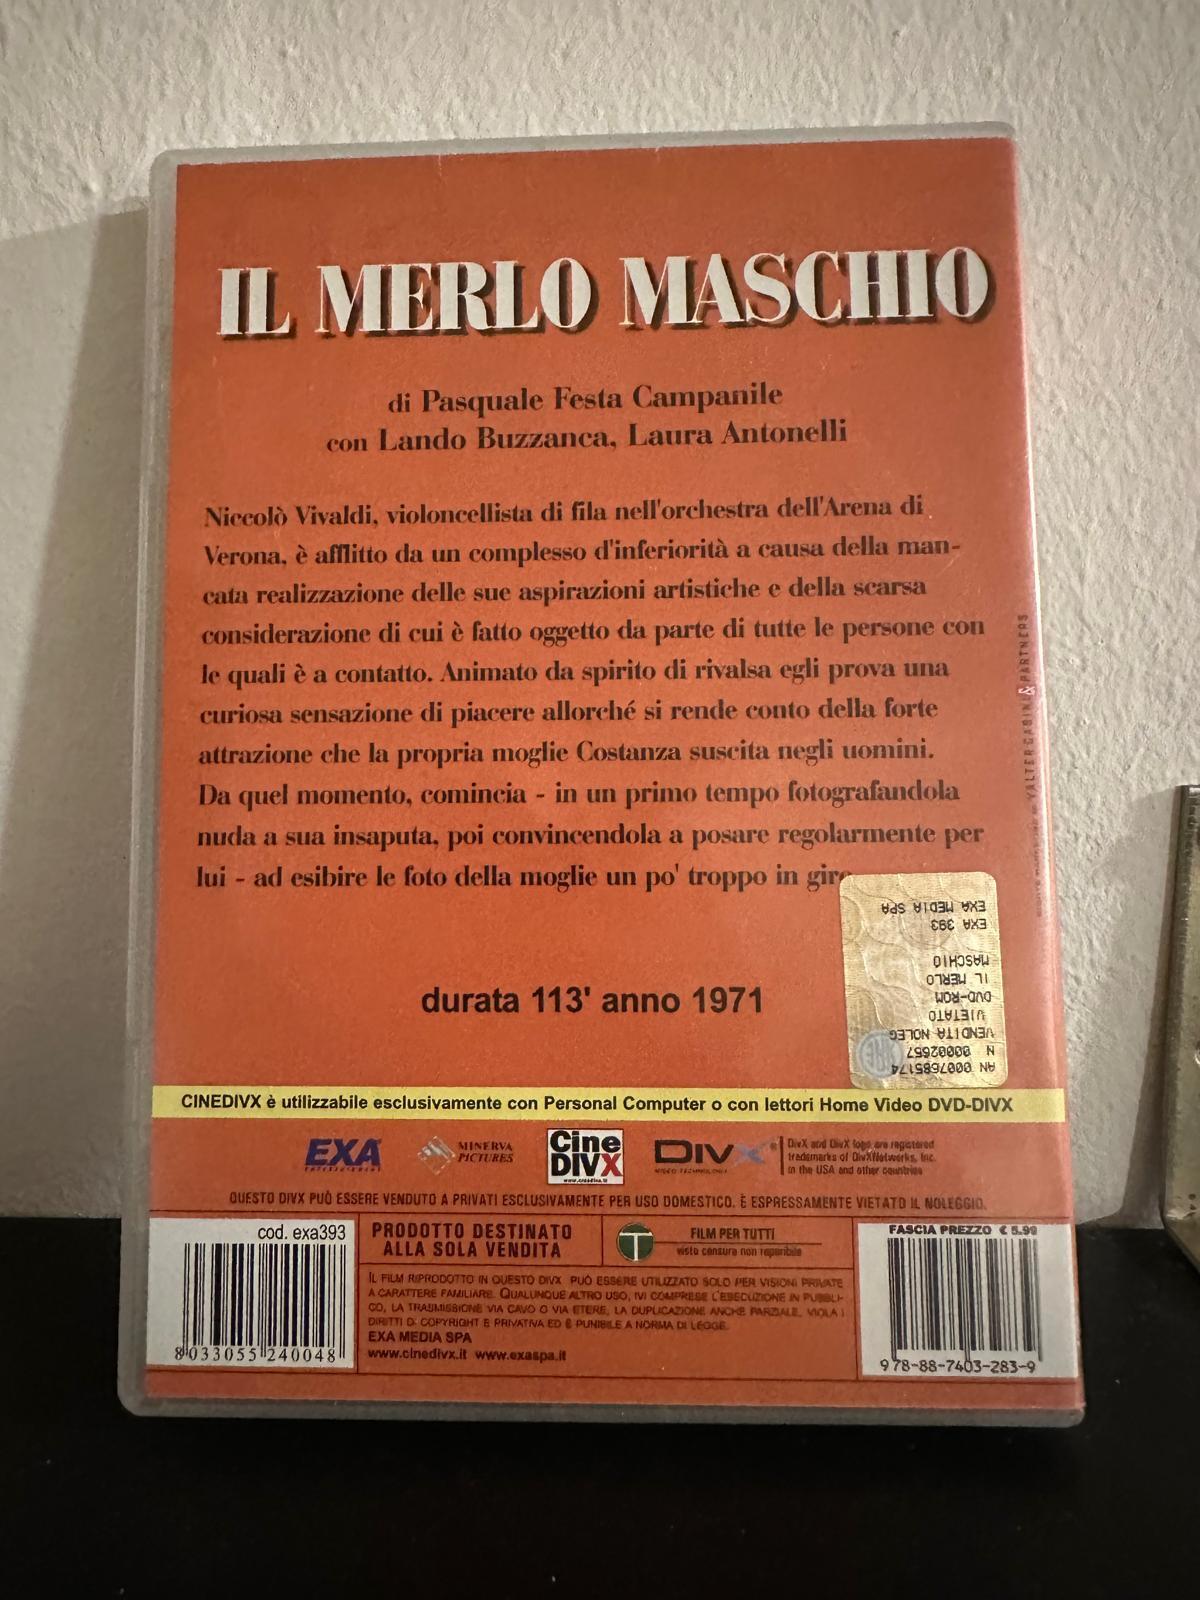 IL MERLO MASCHIO
di Pasquale Festa Campanile
con Lando Buzzanca, Laura Antonelli
Niccolò Vivaldi, violoncellista di fila nell'orchestra dell'Arena di
Verona, è afflitto da un complesso d'inferiorità a causa della man-
cata realizzazione delle sue aspirazioni artistiche e della scarsa
considerazione di cui è fatto oggetto da parte di tutte le persone con
le quali è a contatto. Animato da spirito di rivalsa egli prova una
curiosa sensazione di piacere allorché si rende conto della forte
attrazione che la propria moglie Costanza suscita negli uomini.
Da quel momento, comincia - in un primo tempo fotografandola
nuda a sua insaputa, poi convincendola a posare regolarmente per
lui - ad esibire le foto della moglie un po' troppo in giro
durata 113' anno 1971
AN 0007685174
N 00002657
VENDITA NOLEG
VIETATO
DVD-ROM
IL MERLO
MASCHIO
EXA 393
EXA MEDIA SPA
& PARTNERS
CINEDIVX è utilizzabile esclusivamente con Personal Computer o con lettori Home Video DVD-DIVX
EXA
MINERVA
PICTURES
Cine
DIVX
www.cinedivx.it
DIVX
VIDEO TECHNOLOGY
DivX and DivX logo are registered
trademarks of DivXNetworks, Inc.
in the USA and other countries
QUESTO DIVX PUÒ ESSERE VENDUTO A PRIVATI ESCLUSIVAMENTE PER USO DOMESTICO. È ESPRESSAMENTE VIETATO IL NOLEGGIO.
cod. exa393
8 033055 240048
PRODOTTO DESTINATO
ALLA SOLA VENDITA
T
FILM PER TUTTI
visto censura non reperibile
IL FILM RIPRODOTTO IN QUESTO DIVX PUÒ ESSERE UTILIZZATO SOLO PER VISIONI PRIVATE
A CARATTERE FAMILIARE. QUALUNQUE ALTRO USO, IVI COMPRESE L'ESECUZIONE IN PUBBLI-
CO, LA TRASMISSIONE VIA CAVO O VIA ETERE, LA DUPLICAZIONE ANCHE PARZIALE, VIOLA I
DIRITTI DI COPYRIGHT E PRIVATIVA ED È PUNIBILE A NORMA DI LEGGE.
EXA MEDIA SPA
www.cinedivx.it www.exaspa.it
FASCIA PREZZO € 5.99
978-88-7403-283-9